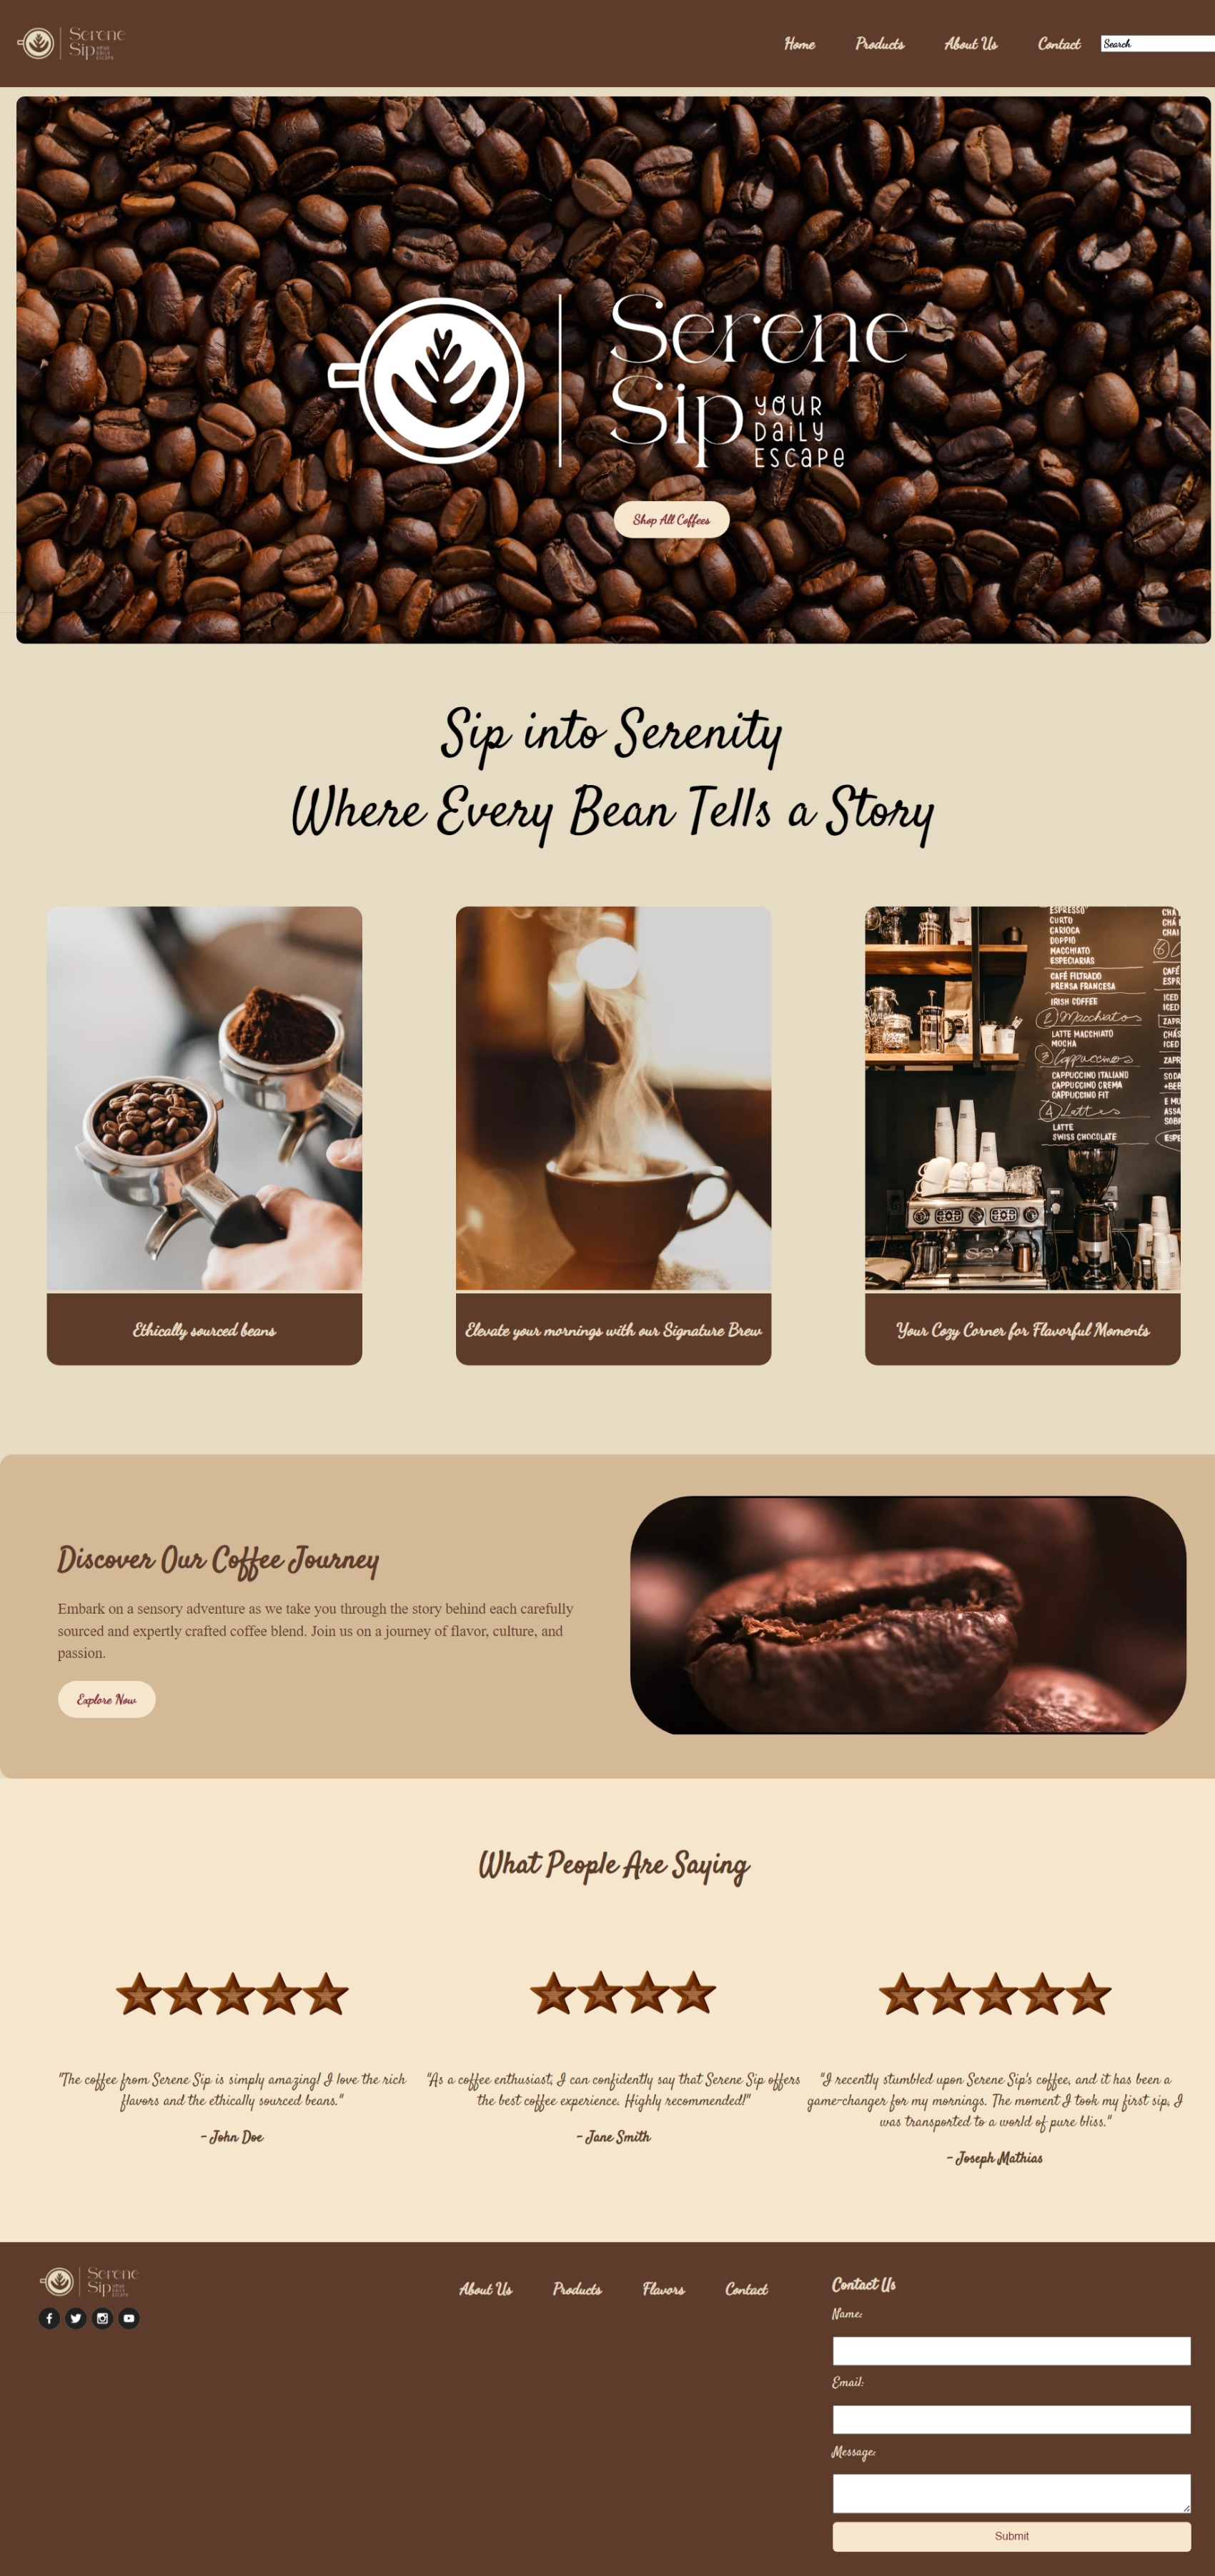 Serene
Sip YOUR DAILY ESCAPE
Home Products About Us Contact Search
Serene
Sip YOUR
DAILY
ESCAPE
Shop All Coffees
Sip into Serenity
Where Every Bean Tells a Story
ESPRESSO
CURTO
CARIOCA
DOPPIO
MACCHIATO
ESPECIARIAS
CAFÉ FILTRADO
PRENSA FRANCESA
IRISH COFFEE
2 Macchiatos
LATTE MACCHIATO
MOCHA
3 Cappuccinos
CAPPUCCINO ITALIANO
CAPPUCCINO CREMA
CAPPUCCINO FIT
4 Lattes
LATTE
SWISS CHOCOLATE
Ethically sourced beans
Elevate your mornings with our Signature Brew
Your Cozy Corner for Flavorful Moments
Discover Our Coffee Journey
Embark on a sensory adventure as we take you through the story behind each carefully
sourced and expertly crafted coffee blend. Join us on a journey of flavor, culture, and
passion.
Explore Now
What People Are Saying
"The coffee from Serene Sip is simply amazing! I love the rich
flavors and the ethically sourced beans."
- John Doe
"As a coffee enthusiast, I can confidently say that Serene Sip offers
the best coffee experience. Highly recommended!"
- Jane Smith
"I recently stumbled upon Serene Sip's coffee, and it has been a
game-changer for my mornings. The moment I took my first sip, I
was transported to a world of pure bliss."
- Joseph Mathias
Serene
Sip YOUR DAILY ESCAPE
About Us Products Flavors Contact
Contact Us
Name:
Email:
Message:
Submit